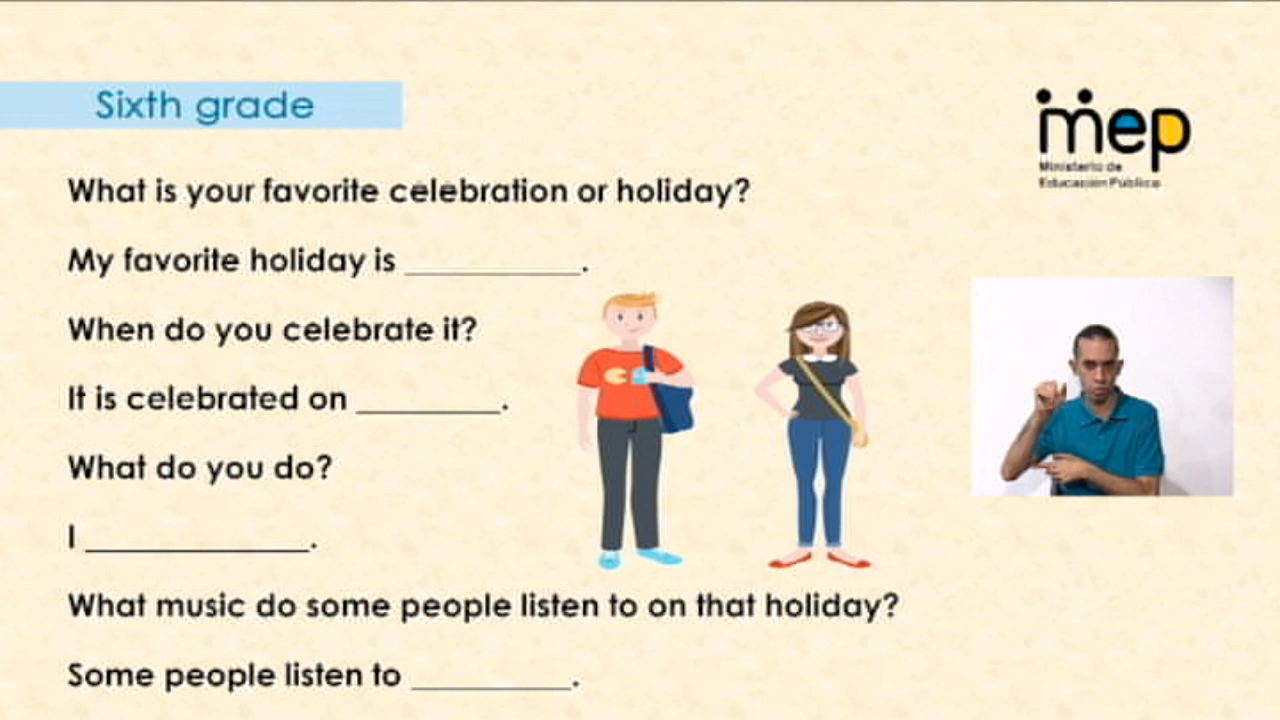 Sixth grade
mep
Ministerio de
Educación Pública
What is your favorite celebration or holiday?
My favorite holiday is __________.
When do you celebrate it?
It is celebrated on ________.
What do you do?
I _____________.
What music do some people listen to on that holiday?
Some people listen to _________.